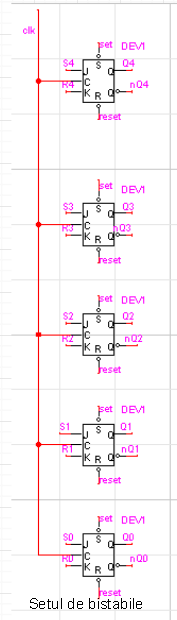 clk
set DEV1
S4 J S Q Q4
C
R4 K R Q nQ4
reset
set DEV1
S3 J S Q Q3
C
R3 K R Q nQ3
reset
set DEV1
S2 J S Q Q2
C
R2 K R Q nQ2
reset
set DEV1
S1 J S Q Q1
C
R1 K R Q nQ1
reset
set DEV1
S0 J S Q Q0
C
R0 K R Q nQ0
reset
Setul de bistabile